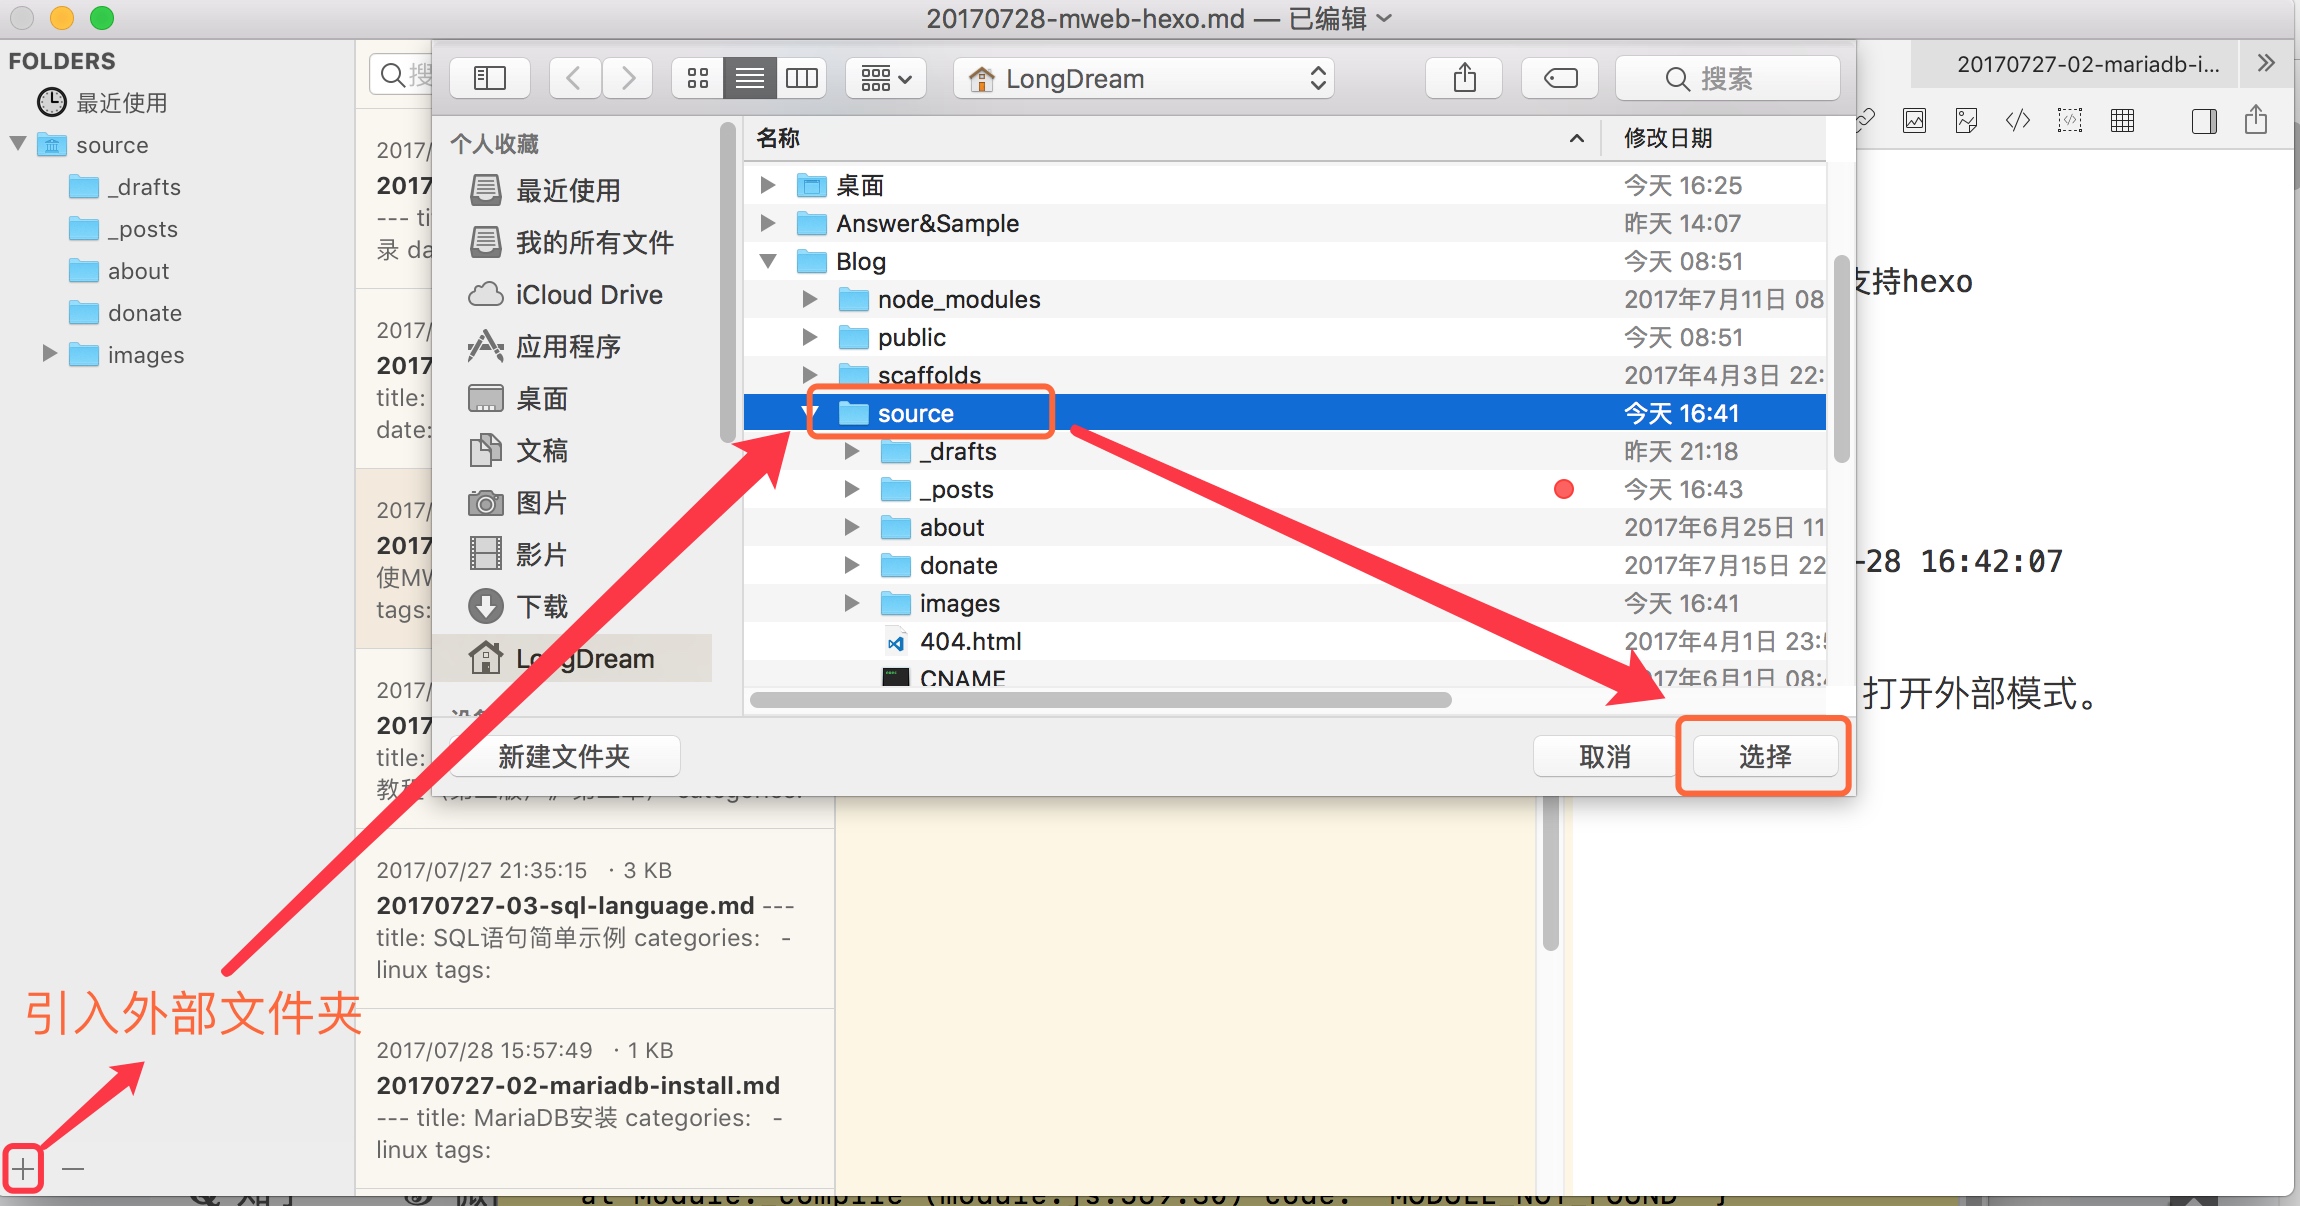 20170728-mweb-hexo.md — 已编辑
FOLDERS
最近使用
source
_drafts
_posts
about
donate
images
引入外部文件夹
搜
2017/
2017
--- ti
录 da
2017/
2017
title:
date:
2017/
2017
使MW
tags:
2017/
2017
title:
categories:
2017/07/27 21:35:15 · 3 KB
20170727-03-sql-language.md ---
title: SQL语句简单示例 categories: -
linux tags:
2017/07/28 15:57:49 · 1 KB
20170727-02-mariadb-install.md
--- title: MariaDB安装 categories: -
linux tags:
LongDream
搜索
个人收藏
最近使用
我的所有文件
iCloud Drive
应用程序
桌面
文稿
图片
影片
下载
LongDream
名称 修改日期
桌面 今天 16:25
Answer&Sample 昨天 14:07
Blog 今天 08:51
node_modules 2017年7月11日 08
public 今天 08:51
scaffolds 2017年4月3日 22:
source 今天 16:41
_drafts 昨天 21:18
_posts 今天 16:43
about 2017年6月25日 11
donate 2017年7月15日 22
images 今天 16:41
404.html 2017年4月1日 23:
CNAME 17年6月1日 08:
新建文件夹 取消 选择
20170727-02-mariadb-i...
支持hexo
-28 16:42:07
打开外部模式。